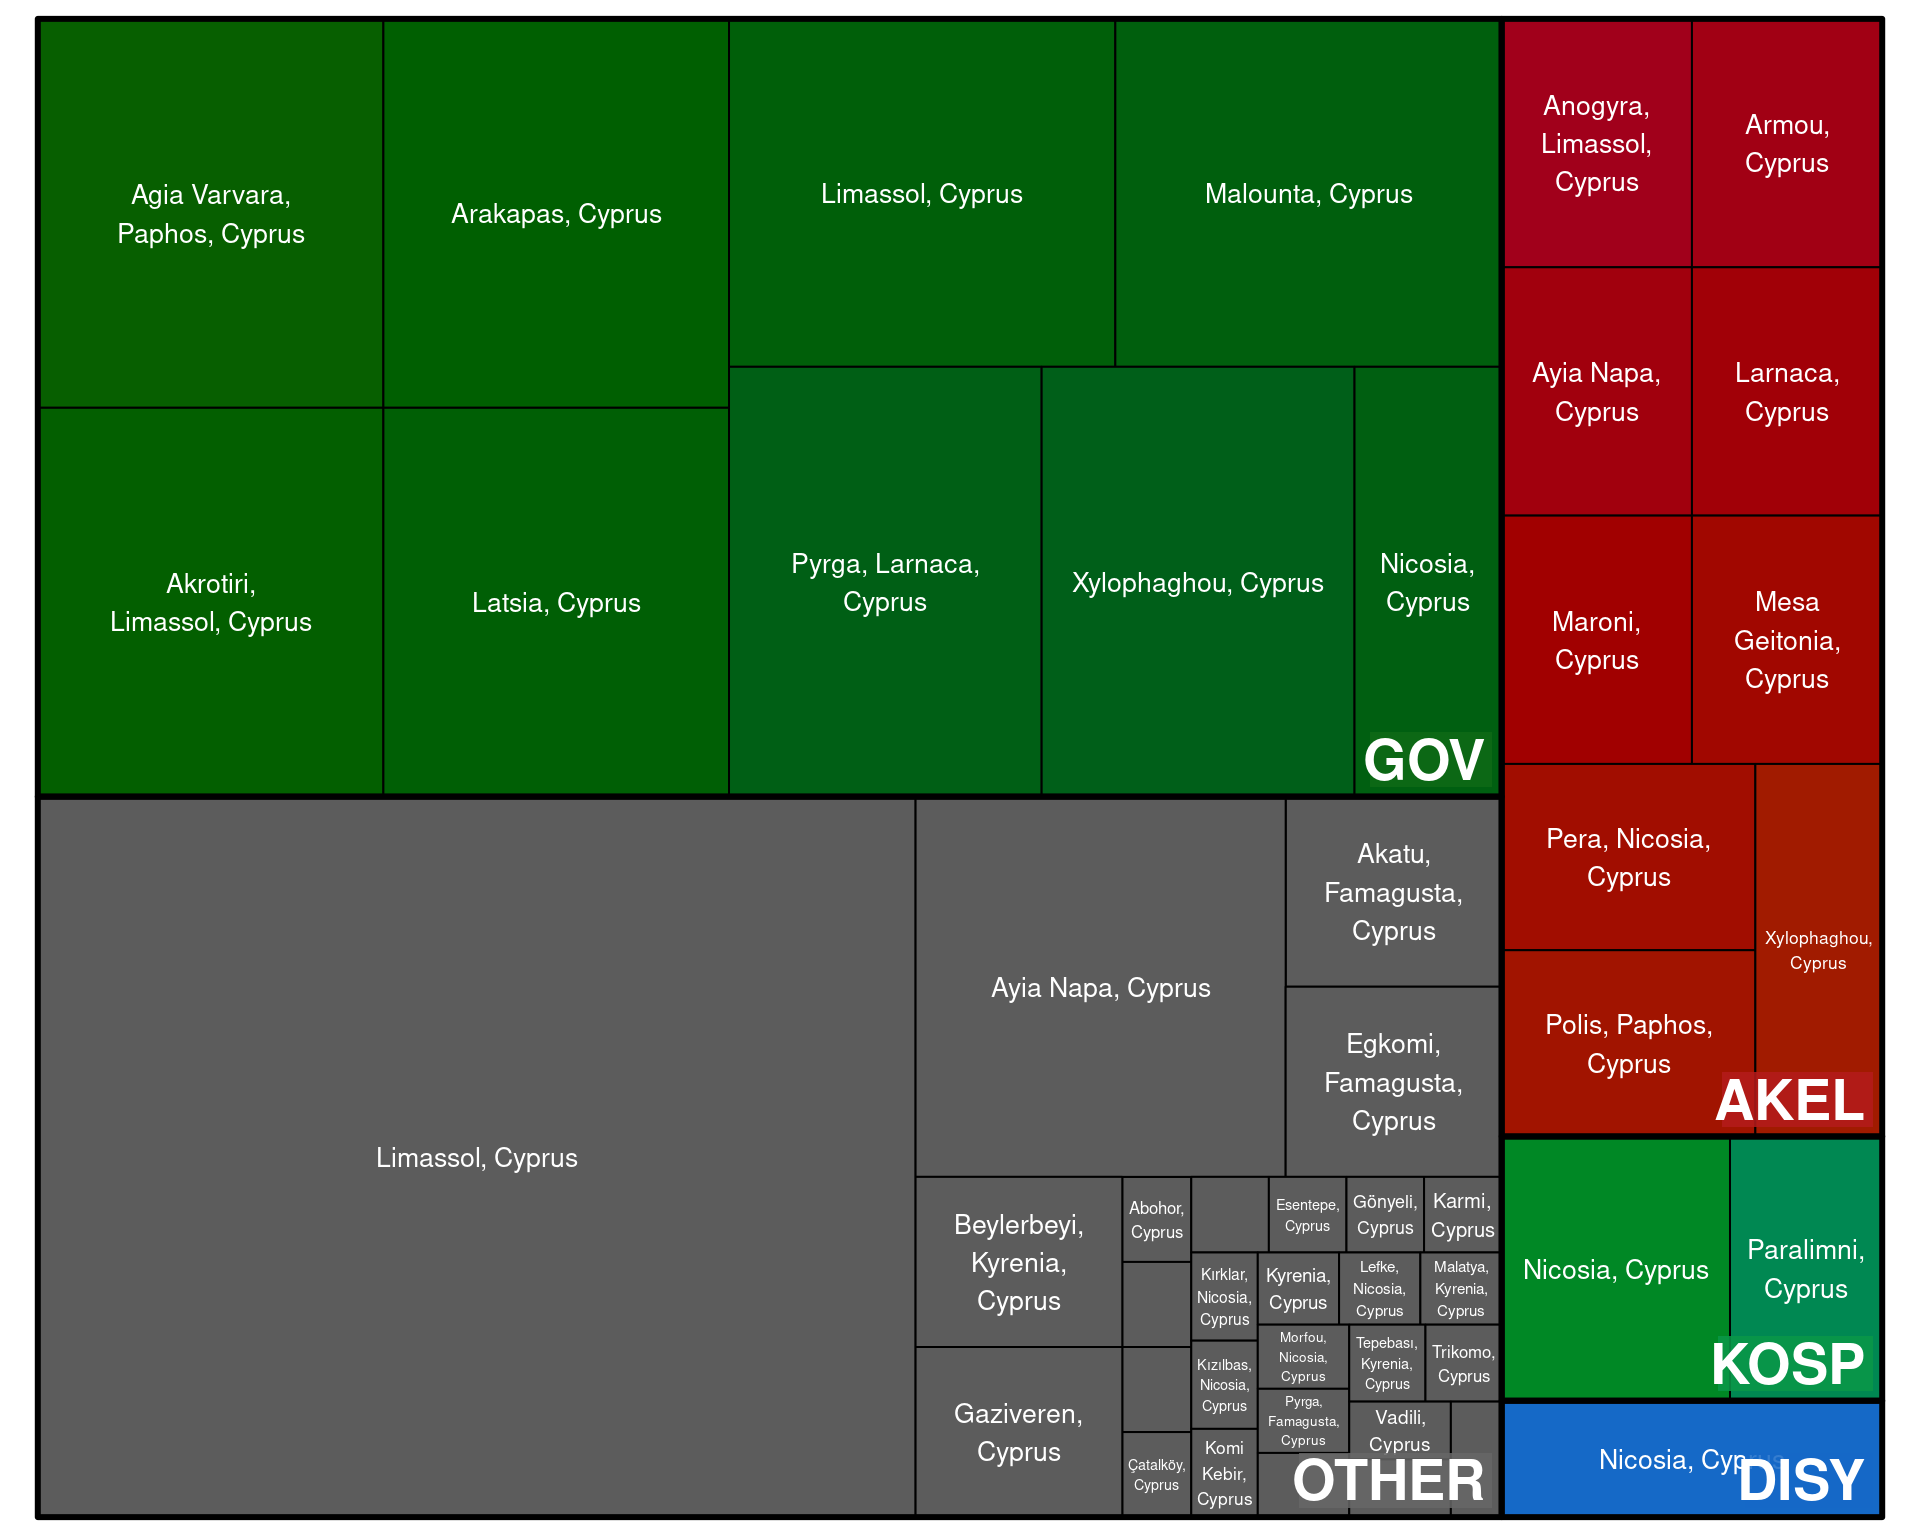 Agia Varvara,
Paphos, Cyprus
Arakapas, Cyprus
Limassol, Cyprus
Malounta, Cyprus
Akrotiri,
Limassol, Cyprus
Latsia, Cyprus
Pyrga, Larnaca,
Cyprus
Xylophaghou, Cyprus
Nicosia,
Cyprus
GOV
Anogyra,
Limassol,
Cyprus
Armou,
Cyprus
Ayia Napa,
Cyprus
Larnaca,
Cyprus
Maroni,
Cyprus
Mesa
Geitonia,
Cyprus
Pera, Nicosia,
Cyprus
Polis, Paphos,
Cyprus
Xylophaghou,
Cyprus
AKEL
Limassol, Cyprus
Ayia Napa, Cyprus
Akatu,
Famagusta,
Cyprus
Egkomi,
Famagusta,
Cyprus
Beylerbeyi,
Kyrenia,
Cyprus
Gaziveren,
Cyprus
Abohor,
Cyprus
Çatalköy,
Cyprus
Esentepe,
Cyprus
Gönyeli,
Cyprus
Karmi,
Cyprus
Kırklar,
Nicosia,
Cyprus
Kızılbas,
Nicosia,
Cyprus
Komi
Kebir,
Cyprus
Kyrenia,
Cyprus
Lefke,
Nicosia,
Cyprus
Malatya,
Kyrenia,
Cyprus
Morfou,
Nicosia,
Cyprus
Pyrga,
Famagusta,
Cyprus
Tepebası,
Kyrenia,
Cyprus
Trikomo,
Cyprus
Vadili,
Cyprus
OTHER
Nicosia, Cyprus
Paralimni,
Cyprus
KOSP
Nicosia, Cyprus
DISY